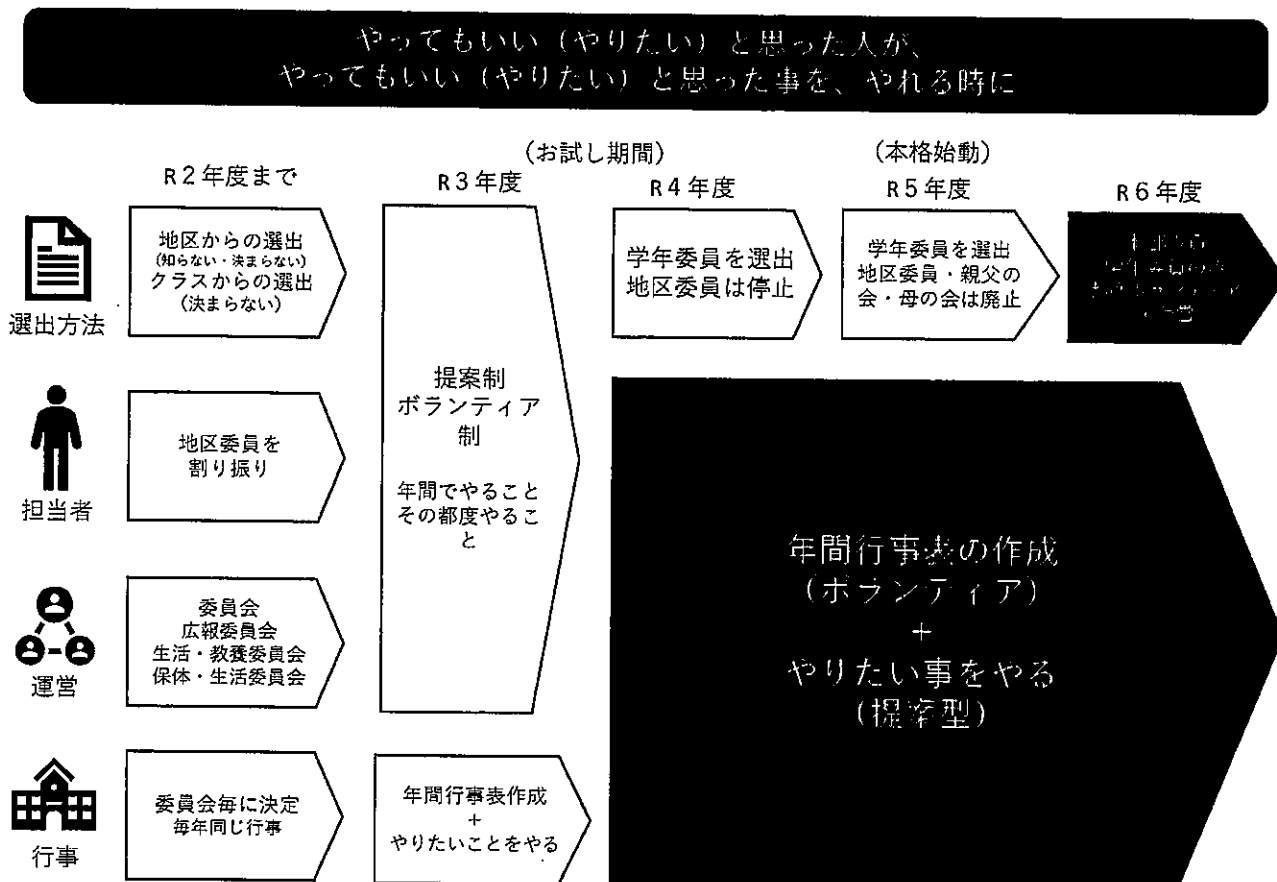 やってもいい（やりたい）と思った人が、
やってもいい（やりたい）と思った事を、やれる時に
（お試し期間）
（本格始動）
R２年度まで
R３年度
R４年度
R５年度
R６年度
選出方法
地区からの選出
(知らない・決まらない)
クラスからの選出
(決まらない)
学年委員を選出
地区委員は停止
学年委員を選出
地区委員・親父の
会・母の会は廃止
担当者
地区委員を
割り振り
提案制
ボランティア
制
年間でやること
その都度やるこ
と
年間行事表の作成
（ボランティア）
+
やりたい事をやる
(提案型)
運営
委員会
広報委員会
生活・教養委員会
保体・生活委員会
行事
委員会毎に決定
毎年同じ行事
年間行事表作成
+
やりたいことをやる